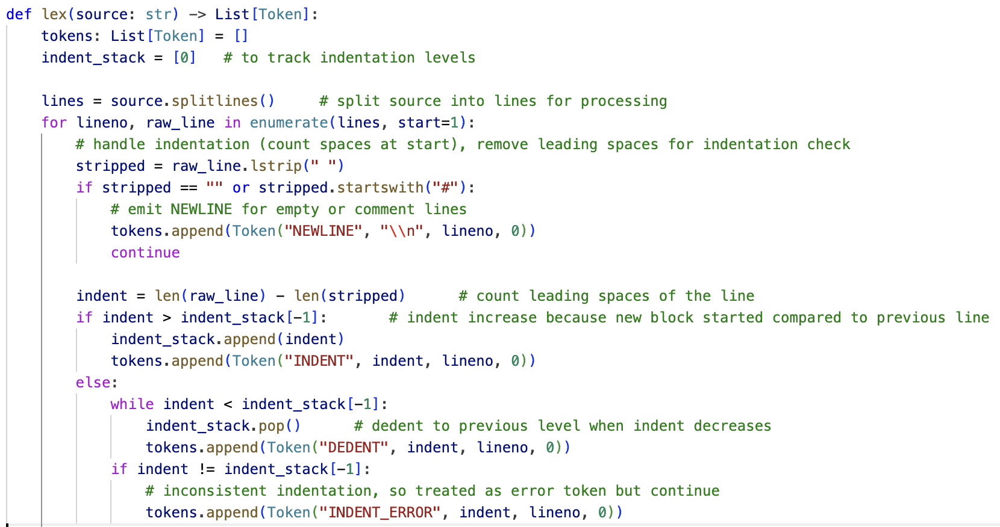 def lex(source: str) -> List[Token]:
    tokens: List[Token] = []
    indent_stack = [0]   # to track indentation levels

    lines = source.splitlines()     # split source into lines for processing
    for lineno, raw_line in enumerate(lines, start=1):
        # handle indentation (count spaces at start), remove leading spaces for indentation check
        stripped = raw_line.lstrip(" ")
        if stripped == "" or stripped.startswith("#"):
            # emit NEWLINE for empty or comment lines
            tokens.append(Token("NEWLINE", "\\n", lineno, 0))
            continue

        indent = len(raw_line) - len(stripped)      # count leading spaces of the line
        if indent > indent_stack[-1]:       # indent increase because new block started compared to previous line
            indent_stack.append(indent)
            tokens.append(Token("INDENT", indent, lineno, 0))
        else:
            while indent < indent_stack[-1]:
                indent_stack.pop()      # dedent to previous level when indent decreases
                tokens.append(Token("DEDENT", indent, lineno, 0))
            if indent != indent_stack[-1]:
                # inconsistent indentation, so treated as error token but continue
                tokens.append(Token("INDENT_ERROR", indent, lineno, 0))